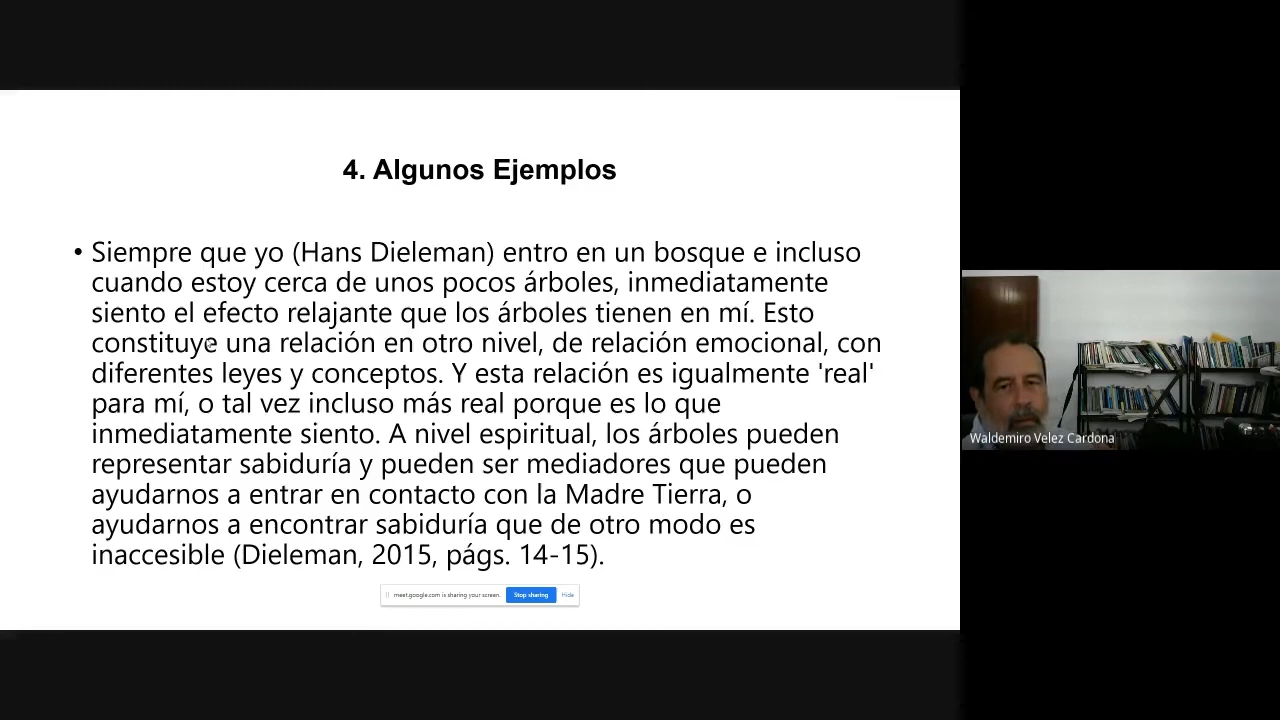 4. Algunos Ejemplos
• Siempre que yo (Hans Dieleman) entro en un bosque e incluso
cuando estoy cerca de unos pocos árboles, inmediatamente
siento el efecto relajante que los árboles tienen en mí. Esto
constituye una relación en otro nivel, de relación emocional, con
diferentes leyes y conceptos. Y esta relación es igualmente 'real'
para mí, o tal vez incluso más real porque es lo que
inmediatamente siento. A nivel espiritual, los árboles pueden
representar sabiduría y pueden ser mediadores que pueden
ayudarnos a entrar en contacto con la Madre Tierra, o
ayudarnos a encontrar sabiduría que de otro modo es
inaccesible (Dieleman, 2015, págs. 14-15).
meet.google.com is sharing your screen. Stop sharing Hide
Waldemiro Velez Cardona